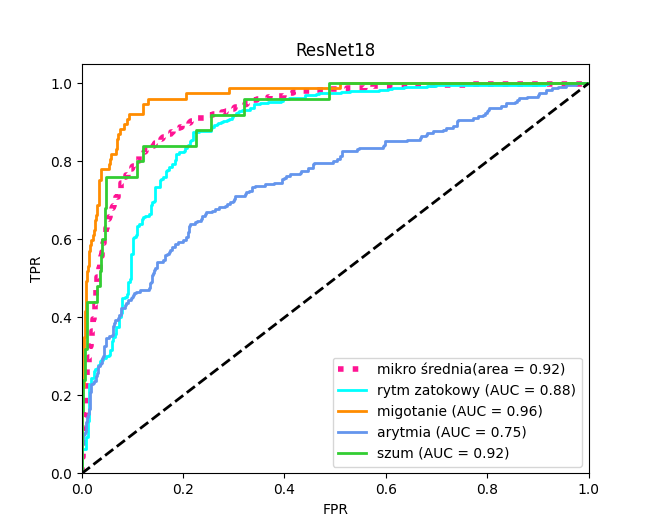 ResNet18
TPR
1.0
0.8
0.6
0.4
0.2
0.0
0.0 0.2 0.4 0.6 0.8 1.0
FPR
mikro średnia(area = 0.92)
rytm zatokowy (AUC = 0.88)
migotanie (AUC = 0.96)
arytmia (AUC = 0.75)
szum (AUC = 0.92)